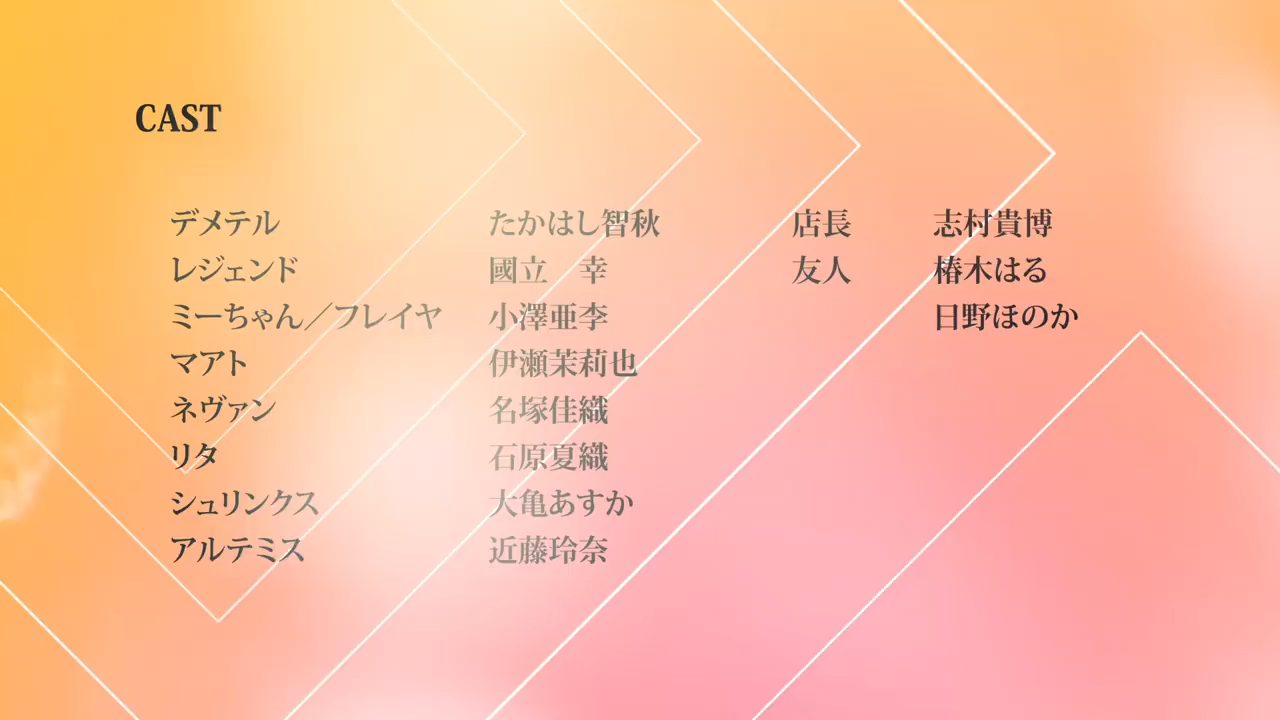 CAST
デメテル　たかはし智秋
レジェンド　國立　幸
ミーちゃん／フレイヤ　小澤亜李
マアト　伊瀬茉莉也
ネヴァン　名塚佳織
リタ　石原夏織
シュリンクス　大亀あすか
アルテミス　近藤玲奈
店長　志村貴博
友人　椿木はる
日野ほのか